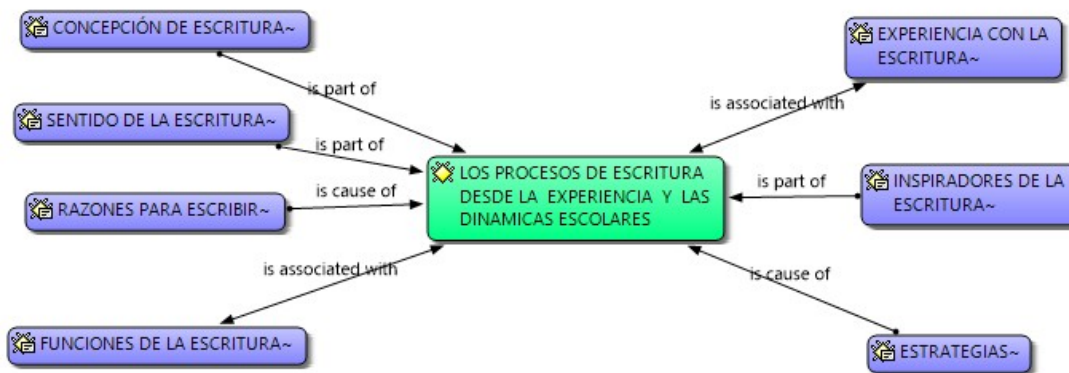 CONCEPCIÓN DE ESCRITURA~
EXPERIENCIA CON LA
ESCRITURA~
is part of
is associated with
SENTIDO DE LA ESCRITURA~
is part of
LOS PROCESOS DE ESCRITURA
DESDE LA EXPERIENCIA Y LAS
DINAMICAS ESCOLARES
is cause of
RAZONES PARA ESCRIBIR~
is part of
INSPIRADORES DE LA
ESCRITURA~
is associated with
is cause of
FUNCIONES DE LA ESCRITURA~
ESTRATEGIAS~